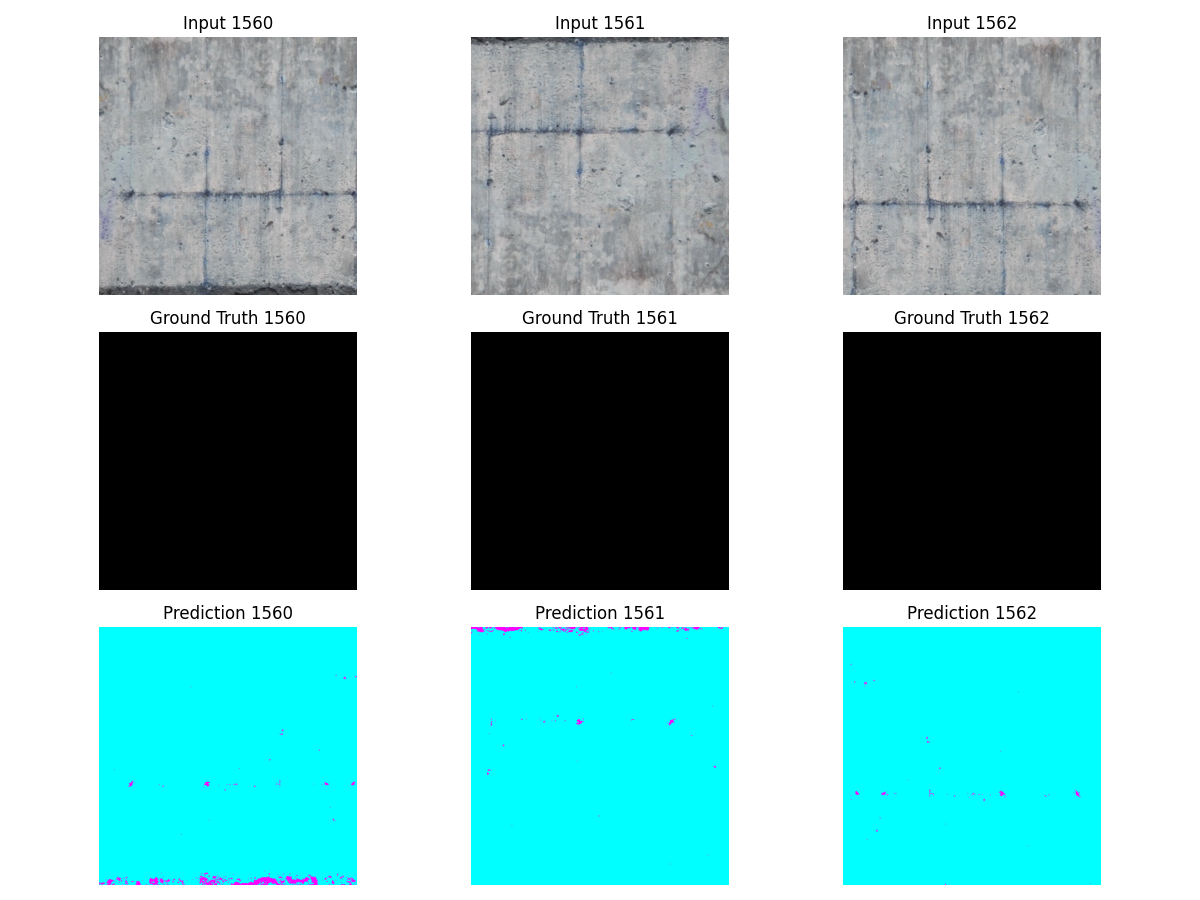 Input 1560
Input 1561
Input 1562
Ground Truth 1560
Ground Truth 1561
Ground Truth 1562
Prediction 1560
Prediction 1561
Prediction 1562